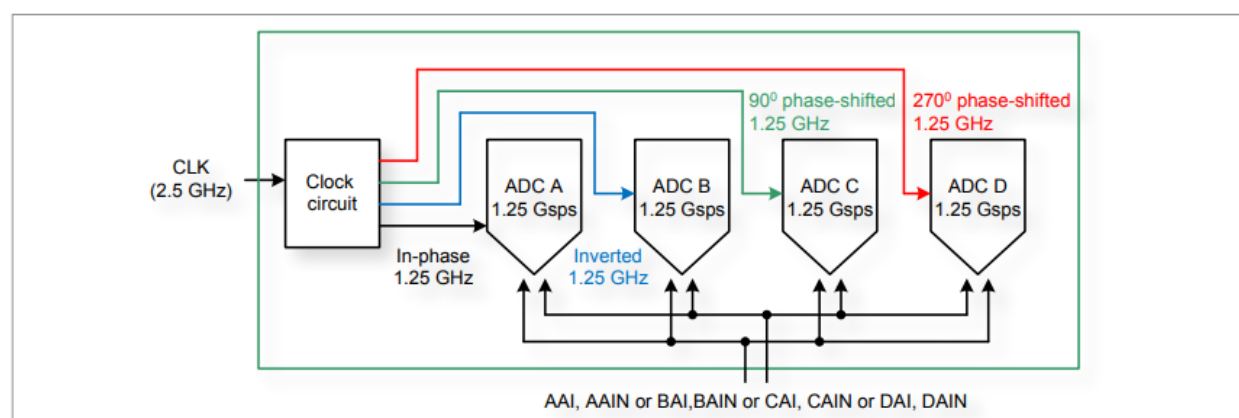 90⁰ phase-shifted
1.25 GHz
270⁰ phase-shifted
1.25 GHz
CLK
(2.5 GHz)
Clock
circuit
ADC A
1.25 Gsps
ADC B
1.25 Gsps
ADC C
1.25 Gsps
ADC D
1.25 Gsps
In-phase
1.25 GHz
Inverted
1.25 GHz
AAI, AAIN or BAI,BAIN or CAI, CAIN or DAI, DAIN